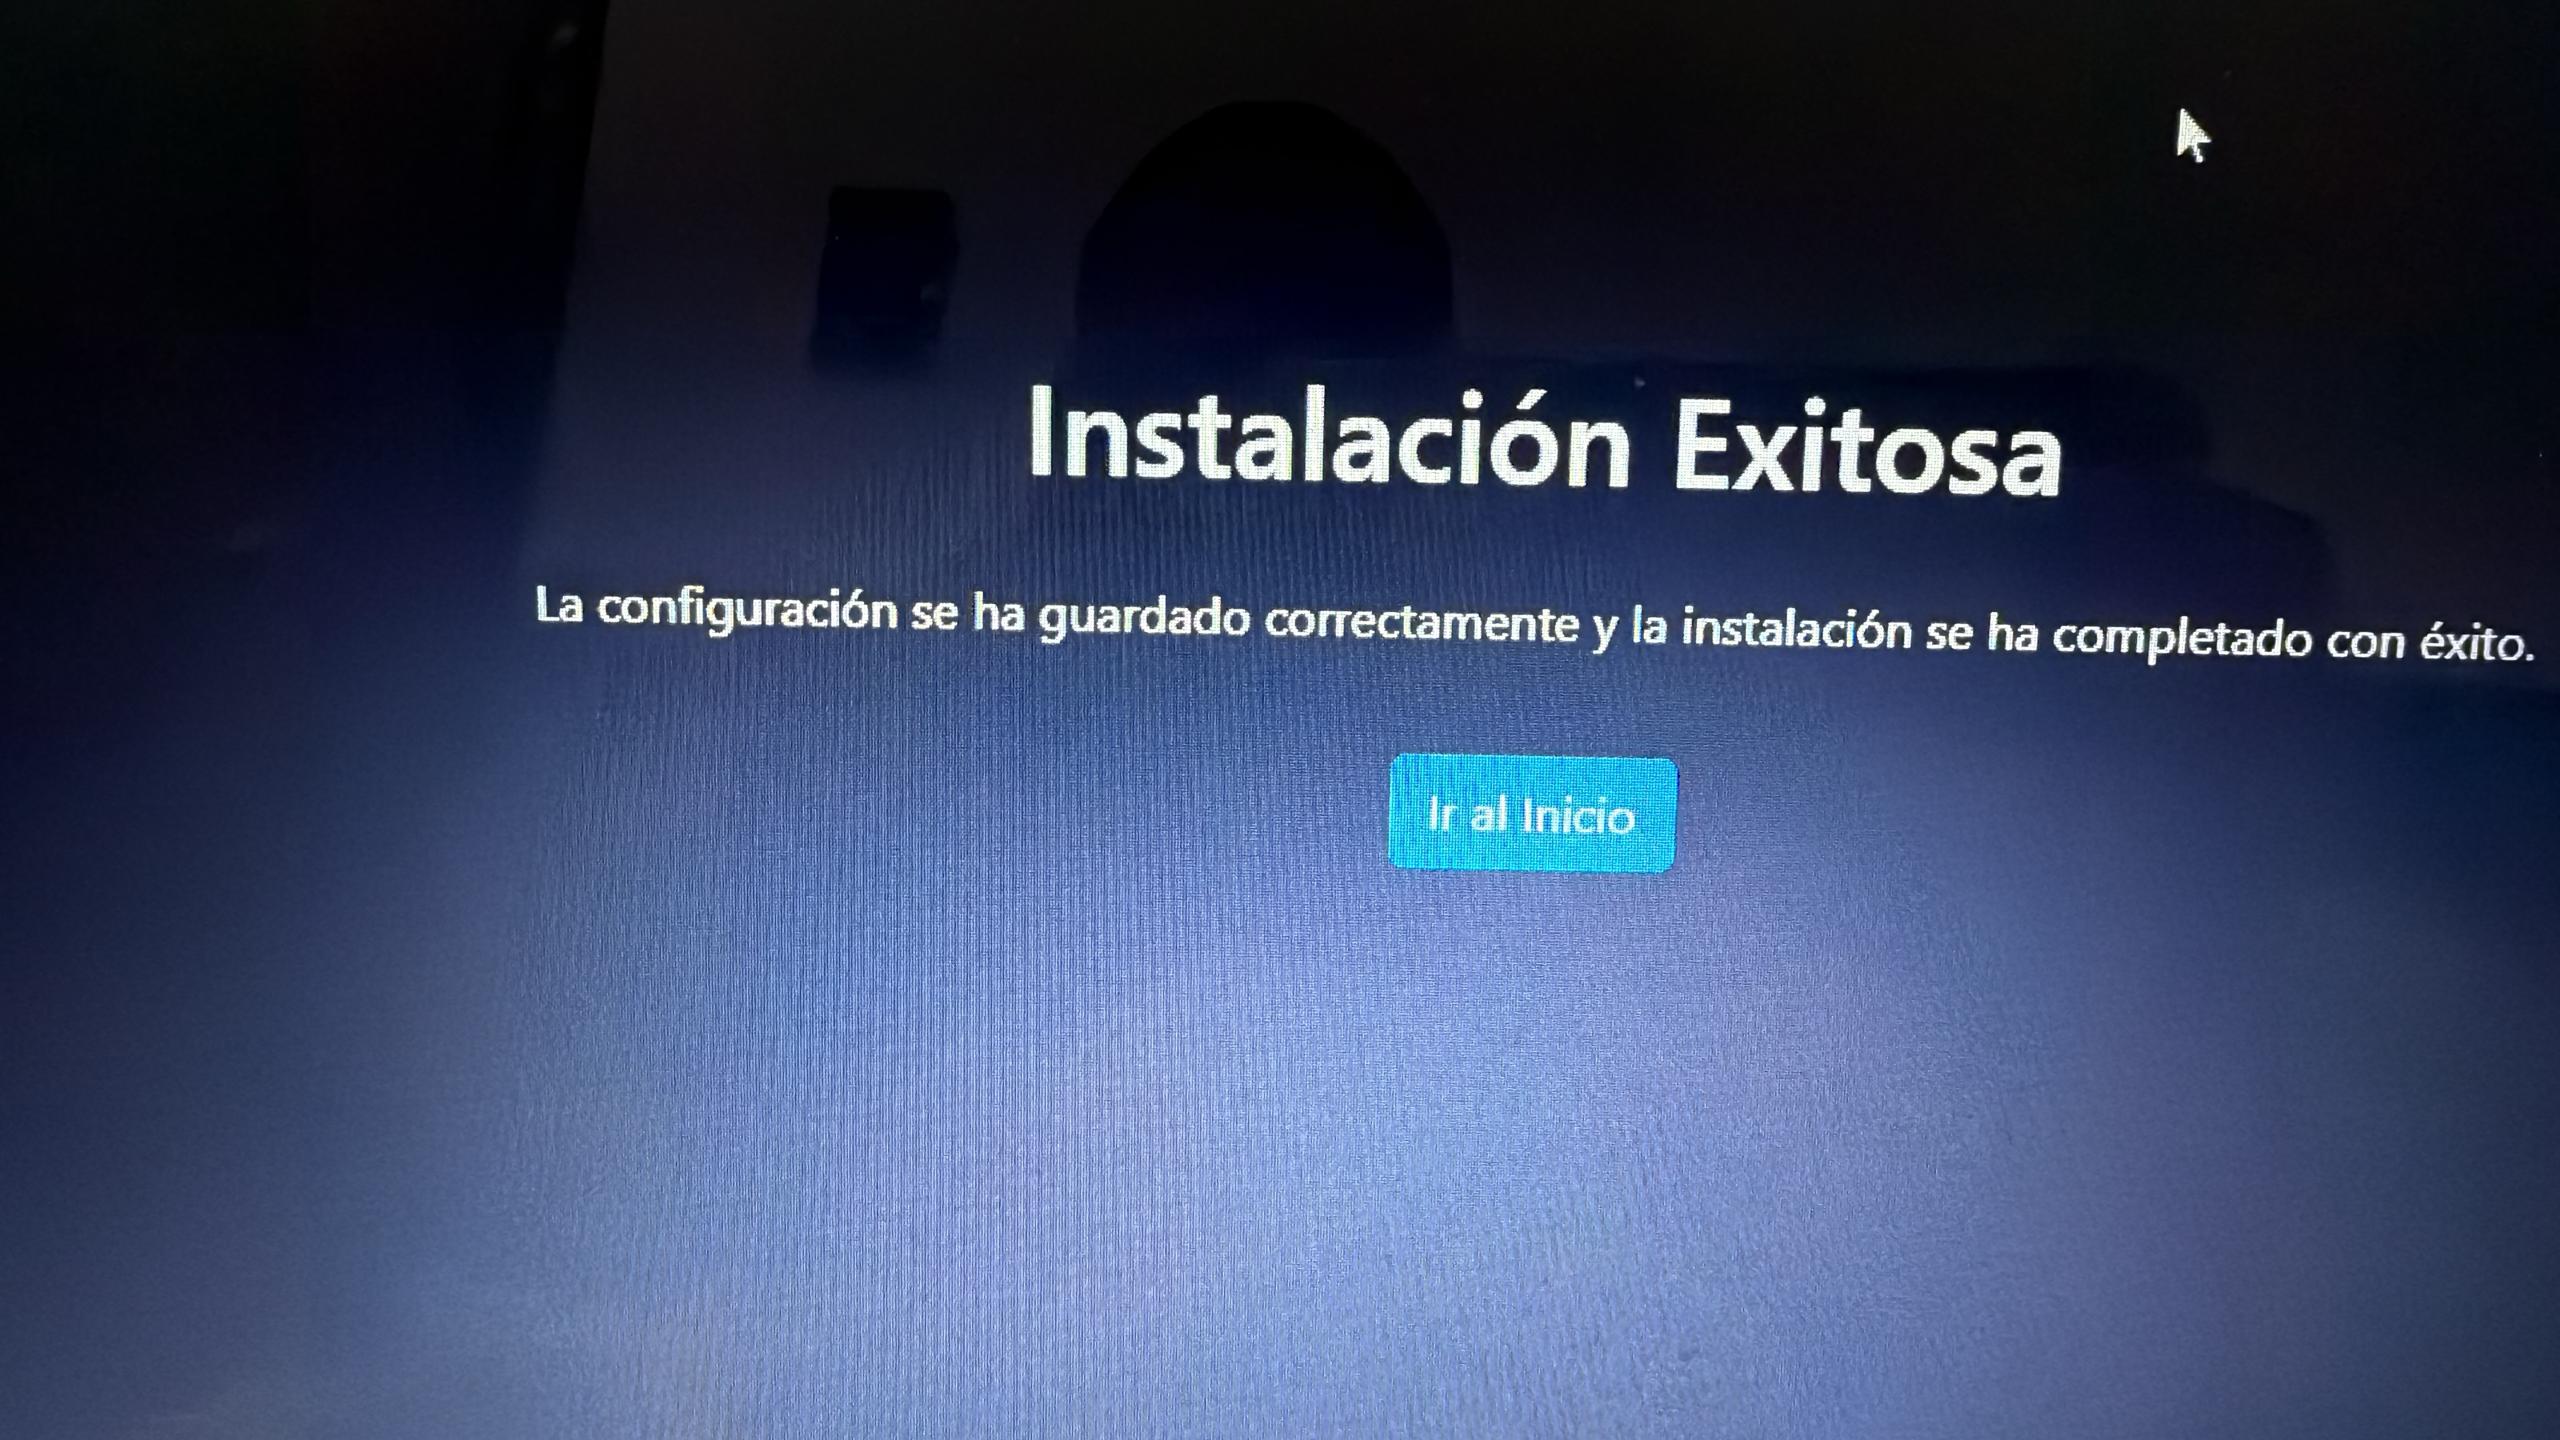 Instalación Exitosa
La configuración se ha guardado correctamente y la instalación se ha completado con éxito.
Ir al Inicio